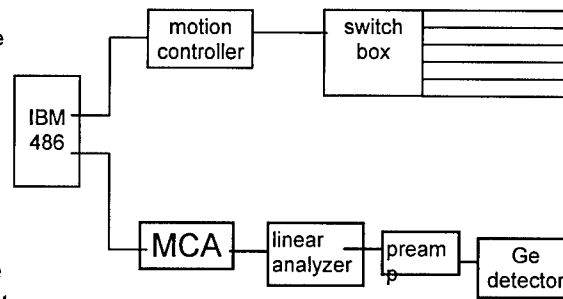 motion
controller
switch
box
IBM
486
MCA
linear
analyzer
pream
p
Ge
detector